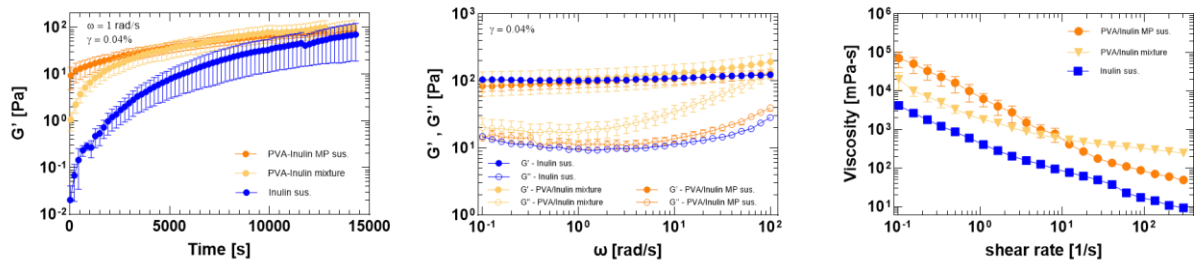 G' [Pa]
10²
10¹
10⁰
10⁻¹
10⁻²
ω = 1 rad/s
γ = 0.04%
PVA-Inulin MP sus.
PVA-Inulin mixture
Inulin sus.
0 5000 10000 15000
Time [s]
G' , G'' [Pa]
10³
10²
10¹
10⁰
γ = 0.04%
G' - Inulin sus.
G'' - Inulin sus.
G' - PVA/Inulin mixture
G'' - PVA/Inulin mixture
G' - PVA/Inulin MP sus.
G'' - PVA/Inulin MP sus.
10⁻¹ 10⁰ 10¹ 10²
ω [rad/s]
Viscosity [mPa-s]
10⁶
10⁵
10⁴
10³
10²
10¹
PVA/Inulin MP sus.
PVA/Inulin mixture
Inulin sus.
10⁻¹ 10⁰ 10¹ 10²
shear rate [1/s]